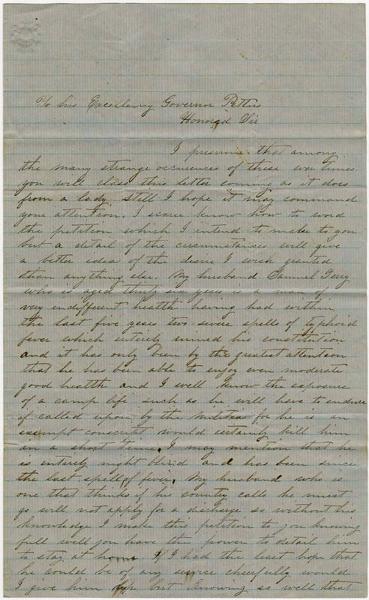 To his Excellency Governor Pettus
Honored Sir
I presume that among
the many strange occurences of these war times
you will class this letter coming as it does
from a lady. Still I hope it may command
your attention. I scarce know how to word
the petition which I intend to make to you
but a detail of the circumstances will give
a better idea of the desire I wish granted
than anything else. My husband Samuel
who is aged thirty six years is a man of
very indifferent health having had within
the last five years two severe spells of typhoid
fever which entirely ruined his constitution
and it has only been by the greatest attention
that he has been able to enjoy even moderate
good health and I well know the exposure
of a camp life such as he will have to endure
if called upon by the militia for he is an
exempt conscript would certainly kill him
in a short time. I may mention that he
is entirely night blind and has been since
the last spell of fever. My husband who is
one that thinks if his country calls he must
go will not apply for a discharge so without his
knowledge I make this petition to you knowing
full well you have the power to detail him
to stay at home. If I had the least hope that
he could be of any service cheerfully would
I give him up but knowing so well that